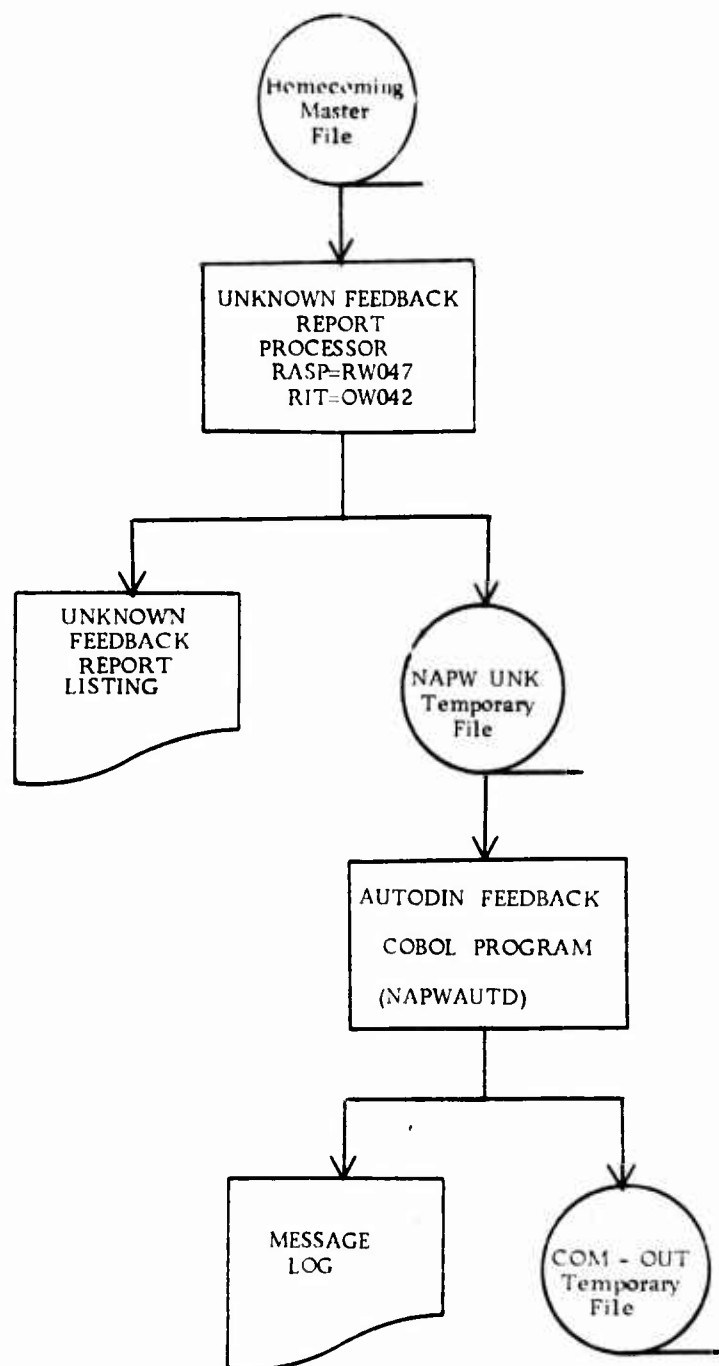 Homecoming
Master
File
UNKNOWN FEEDBACK
REPORT
PROCESSOR
RASP=RW047
RIT=OW042
UNKNOWN
FEEDBACK
REPORT
LISTING
NAPW UNK
Temporary
File
AUTODIN FEEDBACK
COBOL PROGRAM
(NAPWAUTD)
MESSAGE
LOG
COM - OUT
Temporary
File